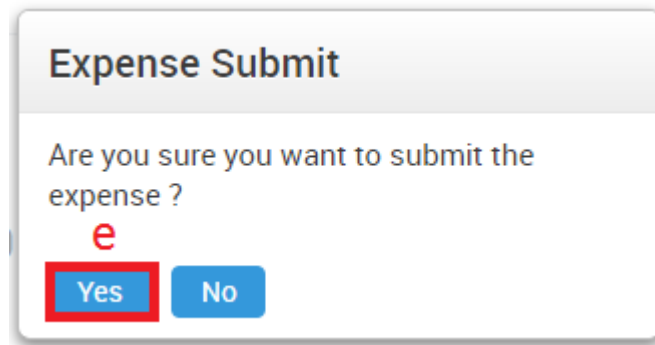 Expense Submit
Are you sure you want to submit the
expense ?
e
Yes No